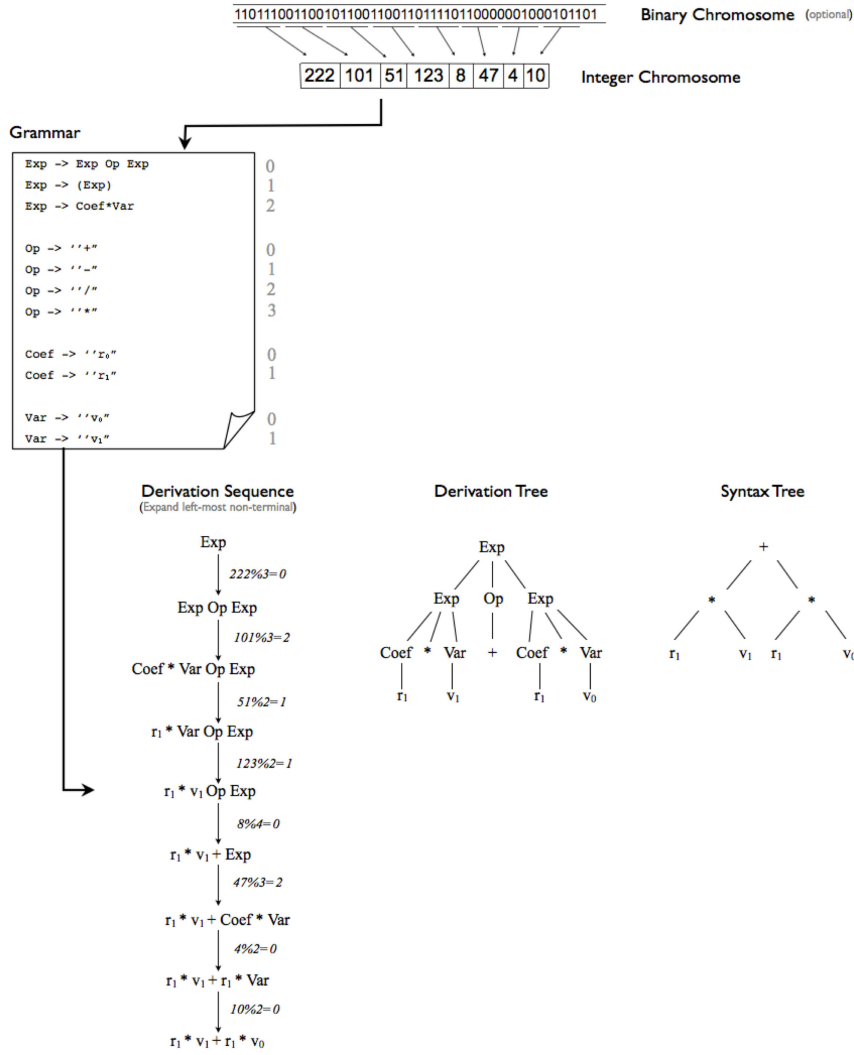 11011100110010110011001101111011000000010001​01101 Binary Chromosome (optional)
222 101 51 123 8 47 4 10 Integer Chromosome
Grammar
Exp -> Exp Op Exp 0
Exp -> (Exp) 1
Exp -> Coef*Var 2
Op -> ‘’+” 0
Op -> ‘’-” 1
Op -> ‘’/” 2
Op -> ‘’*” 3
Coef -> ‘’r₀” 0
Coef -> ‘’r₁” 1
Var -> ‘’v₀” 0
Var -> ‘’v₁” 1
Derivation Sequence
(Expand left-most non-terminal)
Exp
222%3=0
Exp Op Exp
101%3=2
Coef * Var Op Exp
51%2=1
r₁ * Var Op Exp
123%2=1
r₁ * v₁ Op Exp
8%4=0
r₁ * v₁ + Exp
47%3=2
r₁ * v₁ + Coef * Var
4%2=0
r₁ * v₁ + r₁ * Var
10%2=0
r₁ * v₁ + r₁ * v₀
Derivation Tree
Exp
Exp Op Exp
Coef * Var + Coef * Var
r₁ v₁ r₁ v₀
Syntax Tree
+
* *
r₁ v₁ r₁ v₀